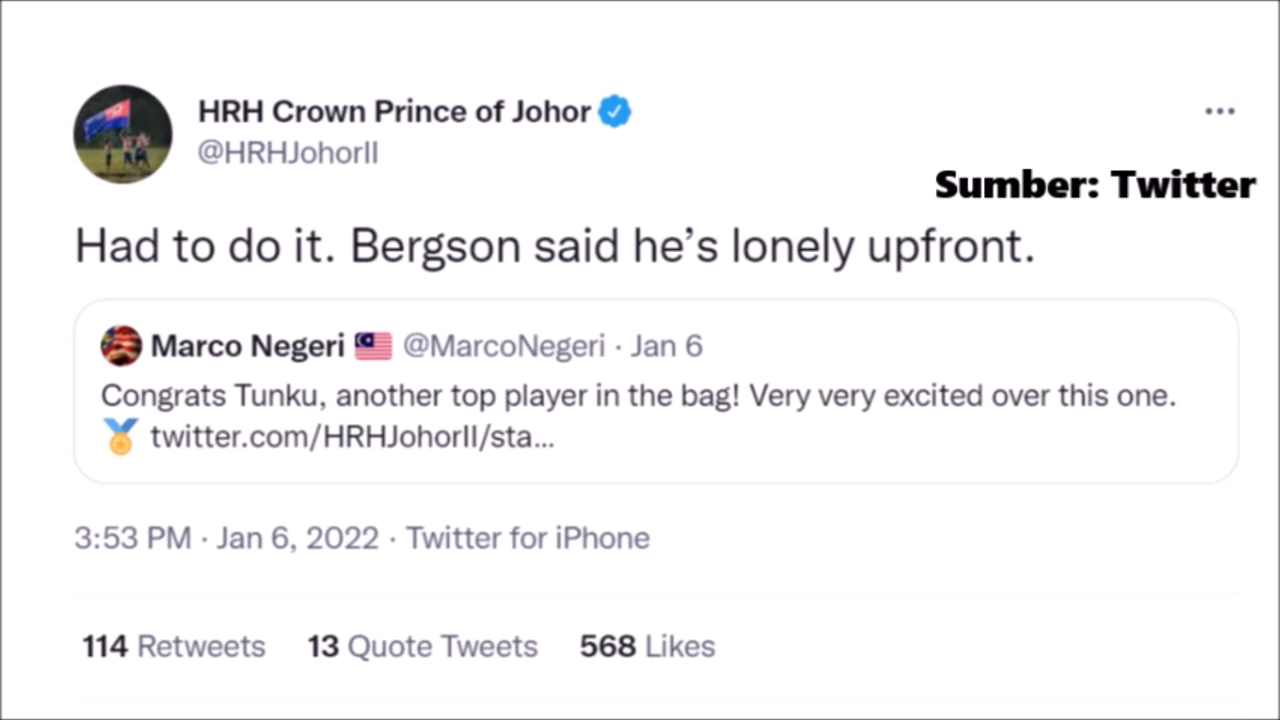 HRH Crown Prince of Johor
@HRHJohorII
Sumber: Twitter
Had to do it. Bergson said he’s lonely upfront.
Marco Negeri 🇲🇾 @MarcoNegeri · Jan 6
Congrats Tunku, another top player in the bag! Very very excited over this one.
🏅 twitter.com/HRHJohorII/sta...
3:53 PM · Jan 6, 2022 · Twitter for iPhone
114 Retweets 13 Quote Tweets 568 Likes